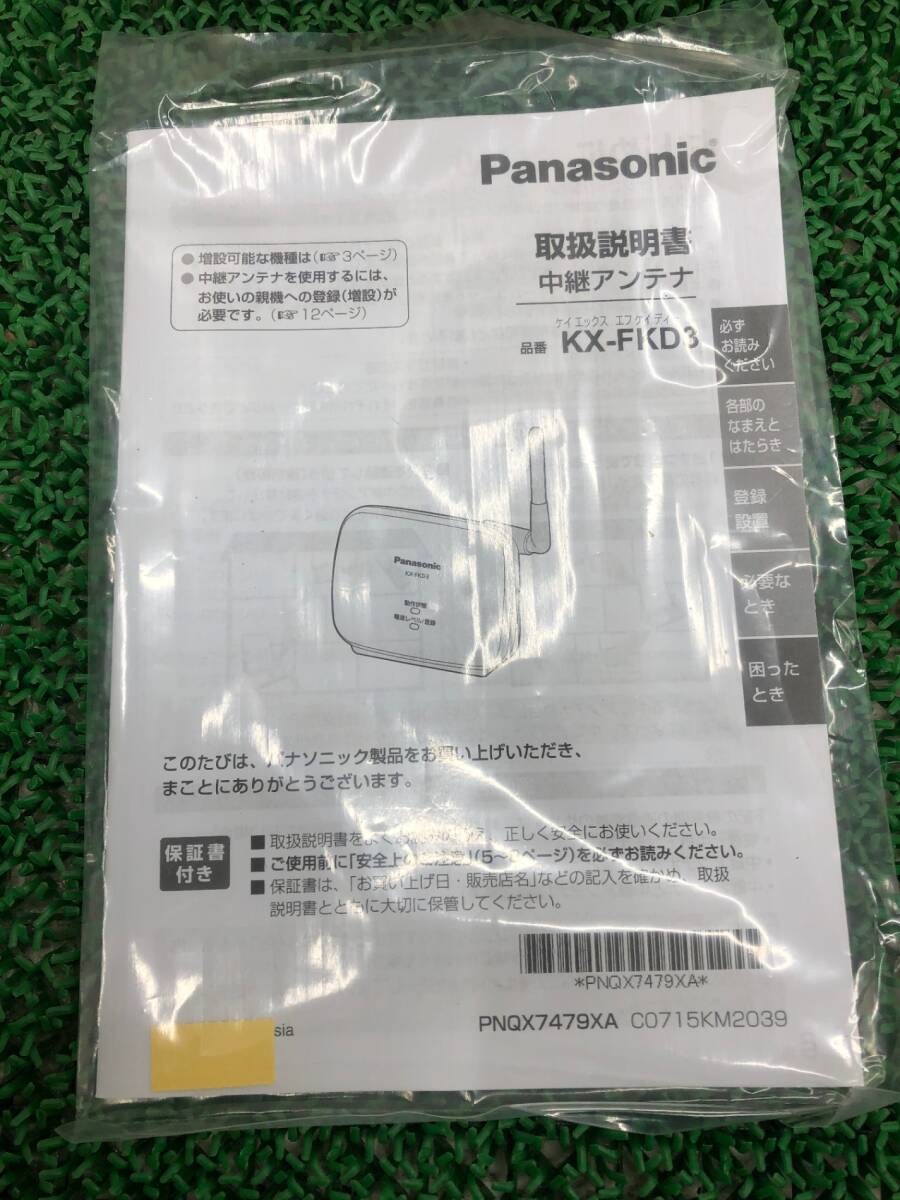 Panasonic
取扱説明書
中継アンテナ
ケイエックス エフケイディー
品番 KX-FKD3
● 増設可能な機種は(☞3ページ)
● 中継アンテナを使用するには、
お使いの親機への登録(増設)が
必要です。(☞12ページ)
必ず
お読み
ください
各部の
なまえと
はたらき
登録
設置
必要な
とき
困った
とき
Panasonic
KX-FKD3
動作状態
電波レベル/登録
このたびは、パナソニック製品をお買い上げいただき、
まことにありがとうございます。
保証書
付き
■ 取扱説明書をよく、正しく安全にお使いください。
■ ご使用前に「安全上のご注意」(5～ページ)を必ずお読みください。
■ 保証書は、「お買い上げ日・販売店名」などの記入を確かめ、取扱
説明書とともに大切に保管してください。
*PNQX7479XA*
sia
PNQX7479XA C0715KM2039